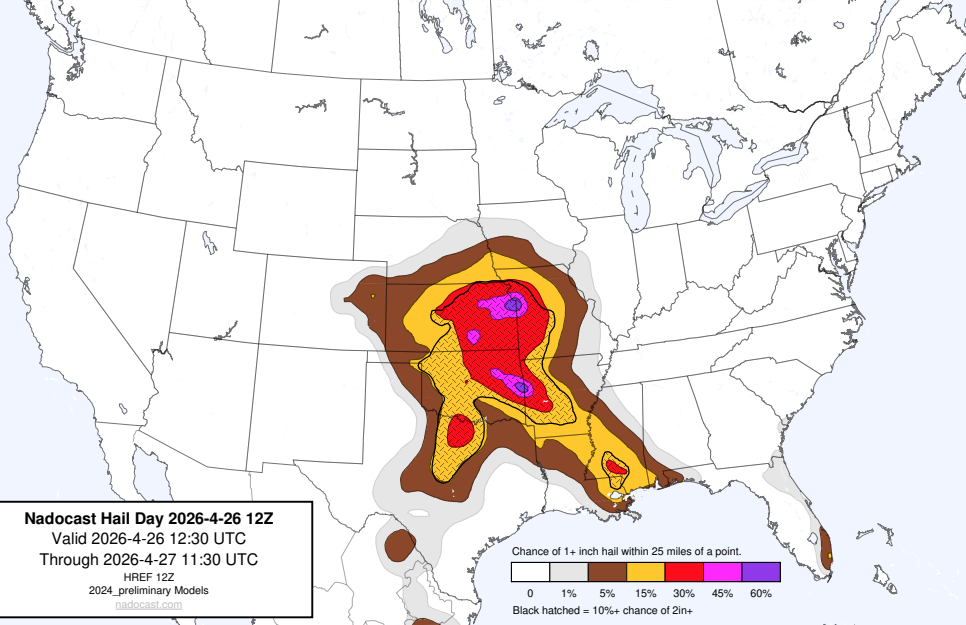 Nadocast Hail Day 2026-4-26 12Z
Valid 2026-4-26 12:30 UTC
Through 2026-4-27 11:30 UTC
HREF 12Z
2024_preliminary Models
nadocast.com
Chance of 1+ inch hail within 25 miles of a point.
0 1% 5% 15% 30% 45% 60%
Black hatched = 10%+ chance of 2in+